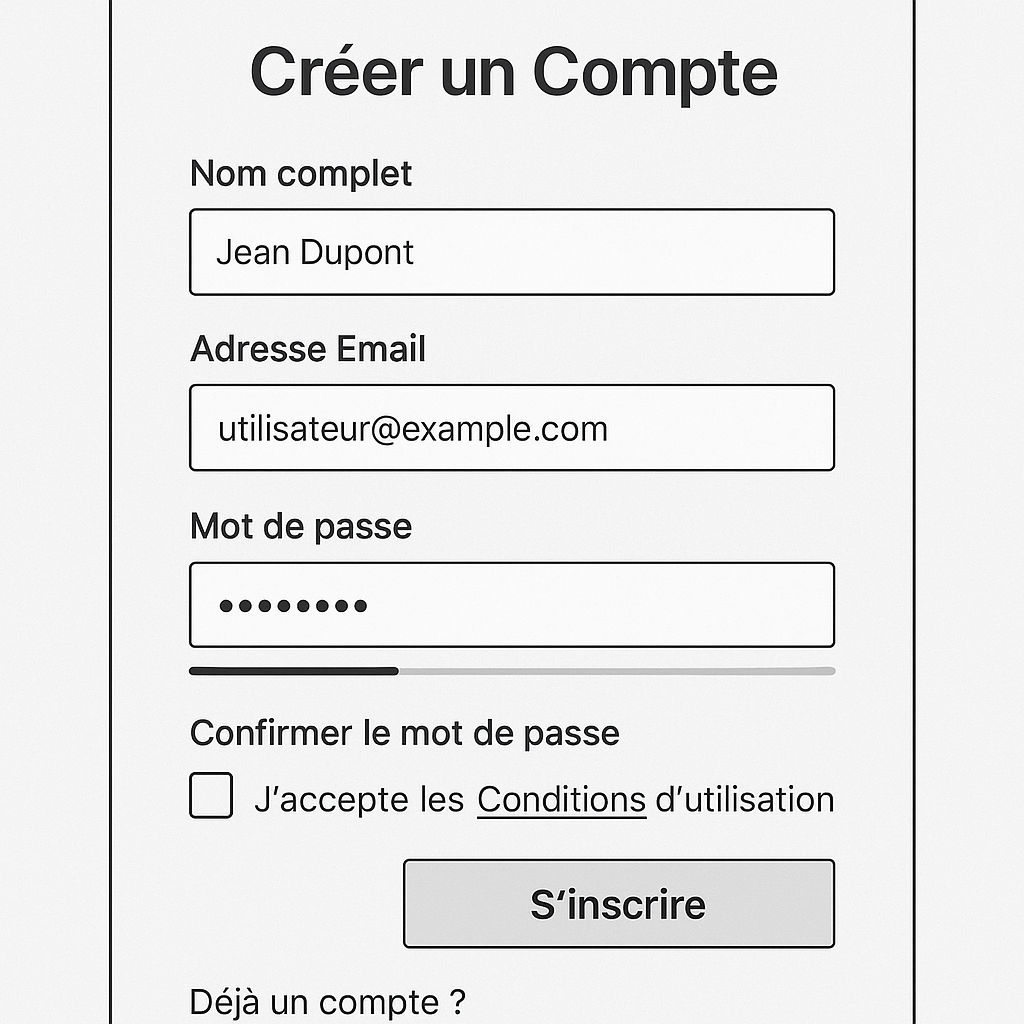 Créer un Compte
Nom complet
Jean Dupont
Adresse Email
utilisateur@example.com
Mot de passe
••••••••
Confirmer le mot de passe
J’accepte les Conditions d’utilisation
S‘inscrire
Déjà un compte ?